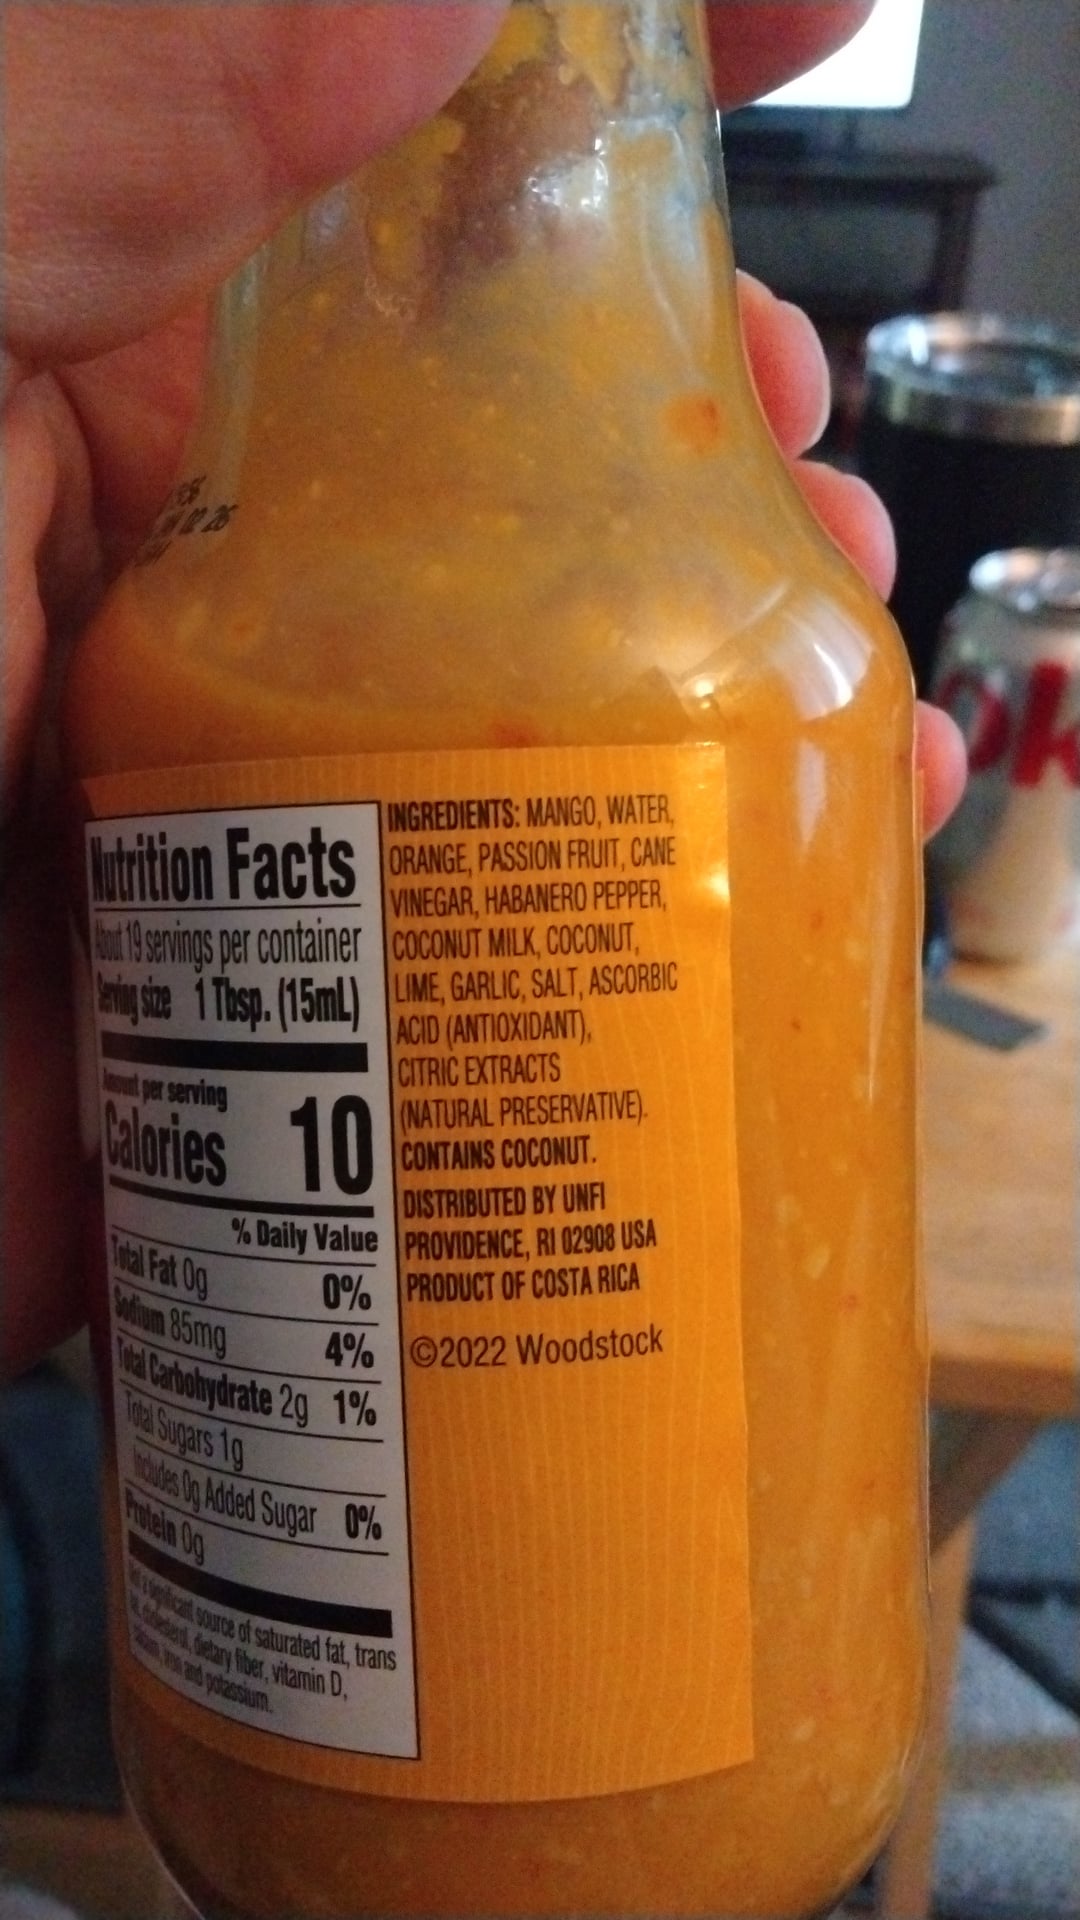 02 26
Nutrition Facts
About 19 servings per container
Serving size 1 Tbsp. (15mL)
Amount per serving
Calories 10
% Daily Value
Total Fat 0g 0%
Sodium 85mg 4%
Total Carbohydrate 2g 1%
Total Sugars 1g
Includes 0g Added Sugar 0%
Protein 0g
Not a significant source of saturated fat, trans
fat, cholesterol, dietary fiber, vitamin D,
calcium, iron and potassium.
INGREDIENTS: MANGO, WATER,
ORANGE, PASSION FRUIT, CANE
VINEGAR, HABANERO PEPPER,
COCONUT MILK, COCONUT,
LIME, GARLIC, SALT, ASCORBIC
ACID (ANTIOXIDANT),
CITRIC EXTRACTS
(NATURAL PRESERVATIVE).
CONTAINS COCONUT.
DISTRIBUTED BY UNFI
PROVIDENCE, RI 02908 USA
PRODUCT OF COSTA RICA
©2022 Woodstock